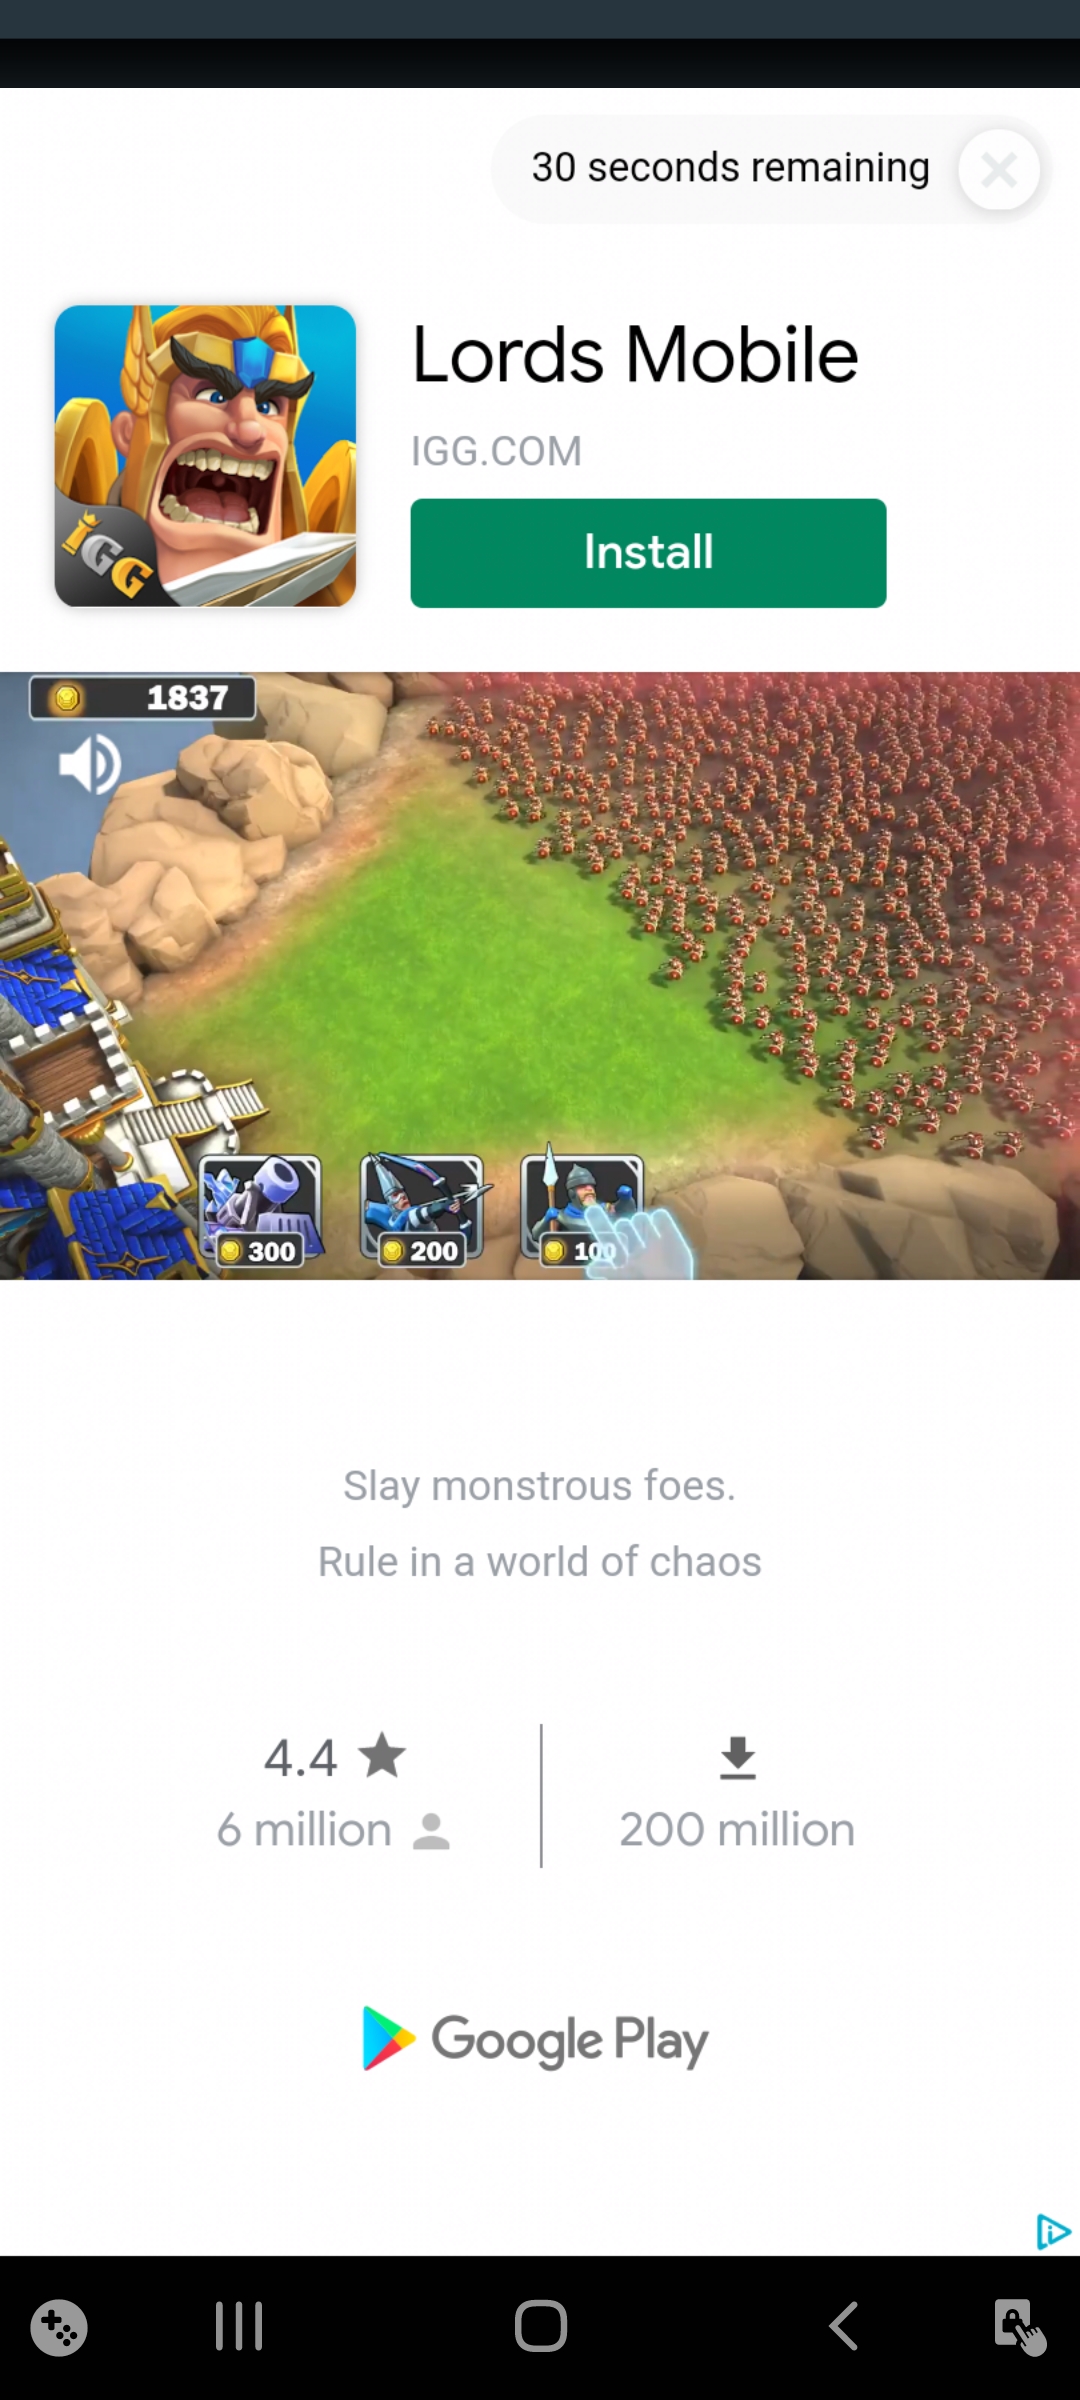 30 seconds remaining
Lords Mobile
IGG.COM
IGG
Install
1837
300
200
100
Slay monstrous foes.
Rule in a world of chaos
4.4
6 million
200 million
Google Play